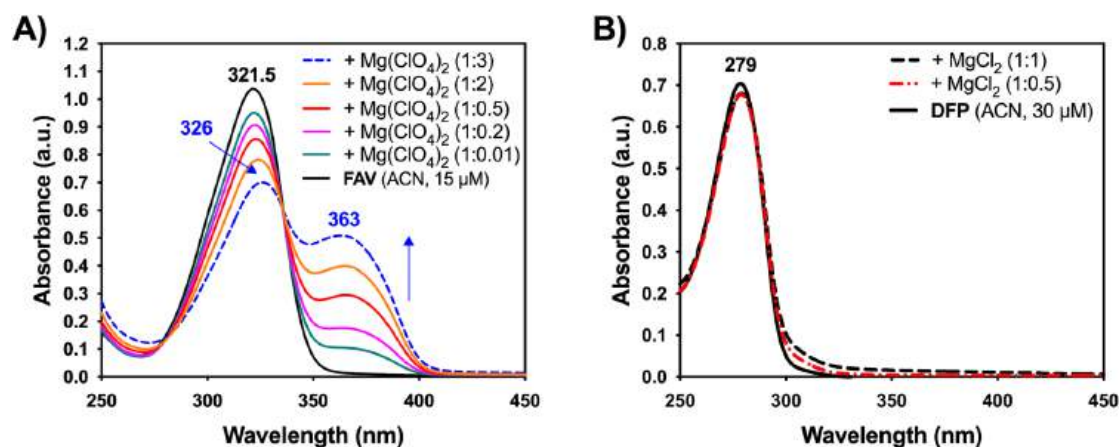 A)
1.2
1.1
1.0
0.9
0.8
0.7
0.6
0.5
0.4
0.3
0.2
0.1
0.0
Absorbance (a.u.)
321.5
326
363
+ Mg(ClO4)2 (1:3)
+ Mg(ClO4)2 (1:2)
+ Mg(ClO4)2 (1:0.5)
+ Mg(ClO4)2 (1:0.2)
+ Mg(ClO4)2 (1:0.01)
FAV (ACN, 15 µM)
250 300 350 400 450
Wavelength (nm)
B)
0.8
0.7
0.6
0.5
0.4
0.3
0.2
0.1
0.0
Absorbance (a.u.)
279
+ MgCl2 (1:1)
+ MgCl2 (1:0.5)
DFP (ACN, 30 µM)
250 300 350 400 450
Wavelength (nm)